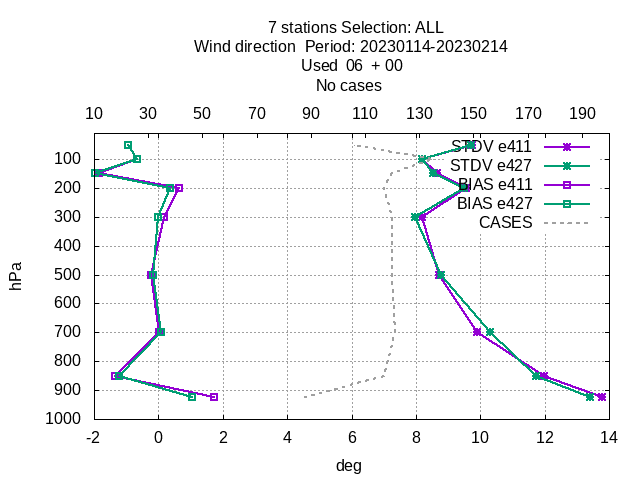 7 stations Selection: ALL
Wind direction  Period: 20230114-20230214
Used  06  + 00
No cases
10 30 50 70 90 110 130 150 170 190
STDV e411
STDV e427
BIAS e411
BIAS e427
CASES
hPa
100
200
300
400
500
600
700
800
900
1000
-2 0 2 4 6 8 10 12 14
deg